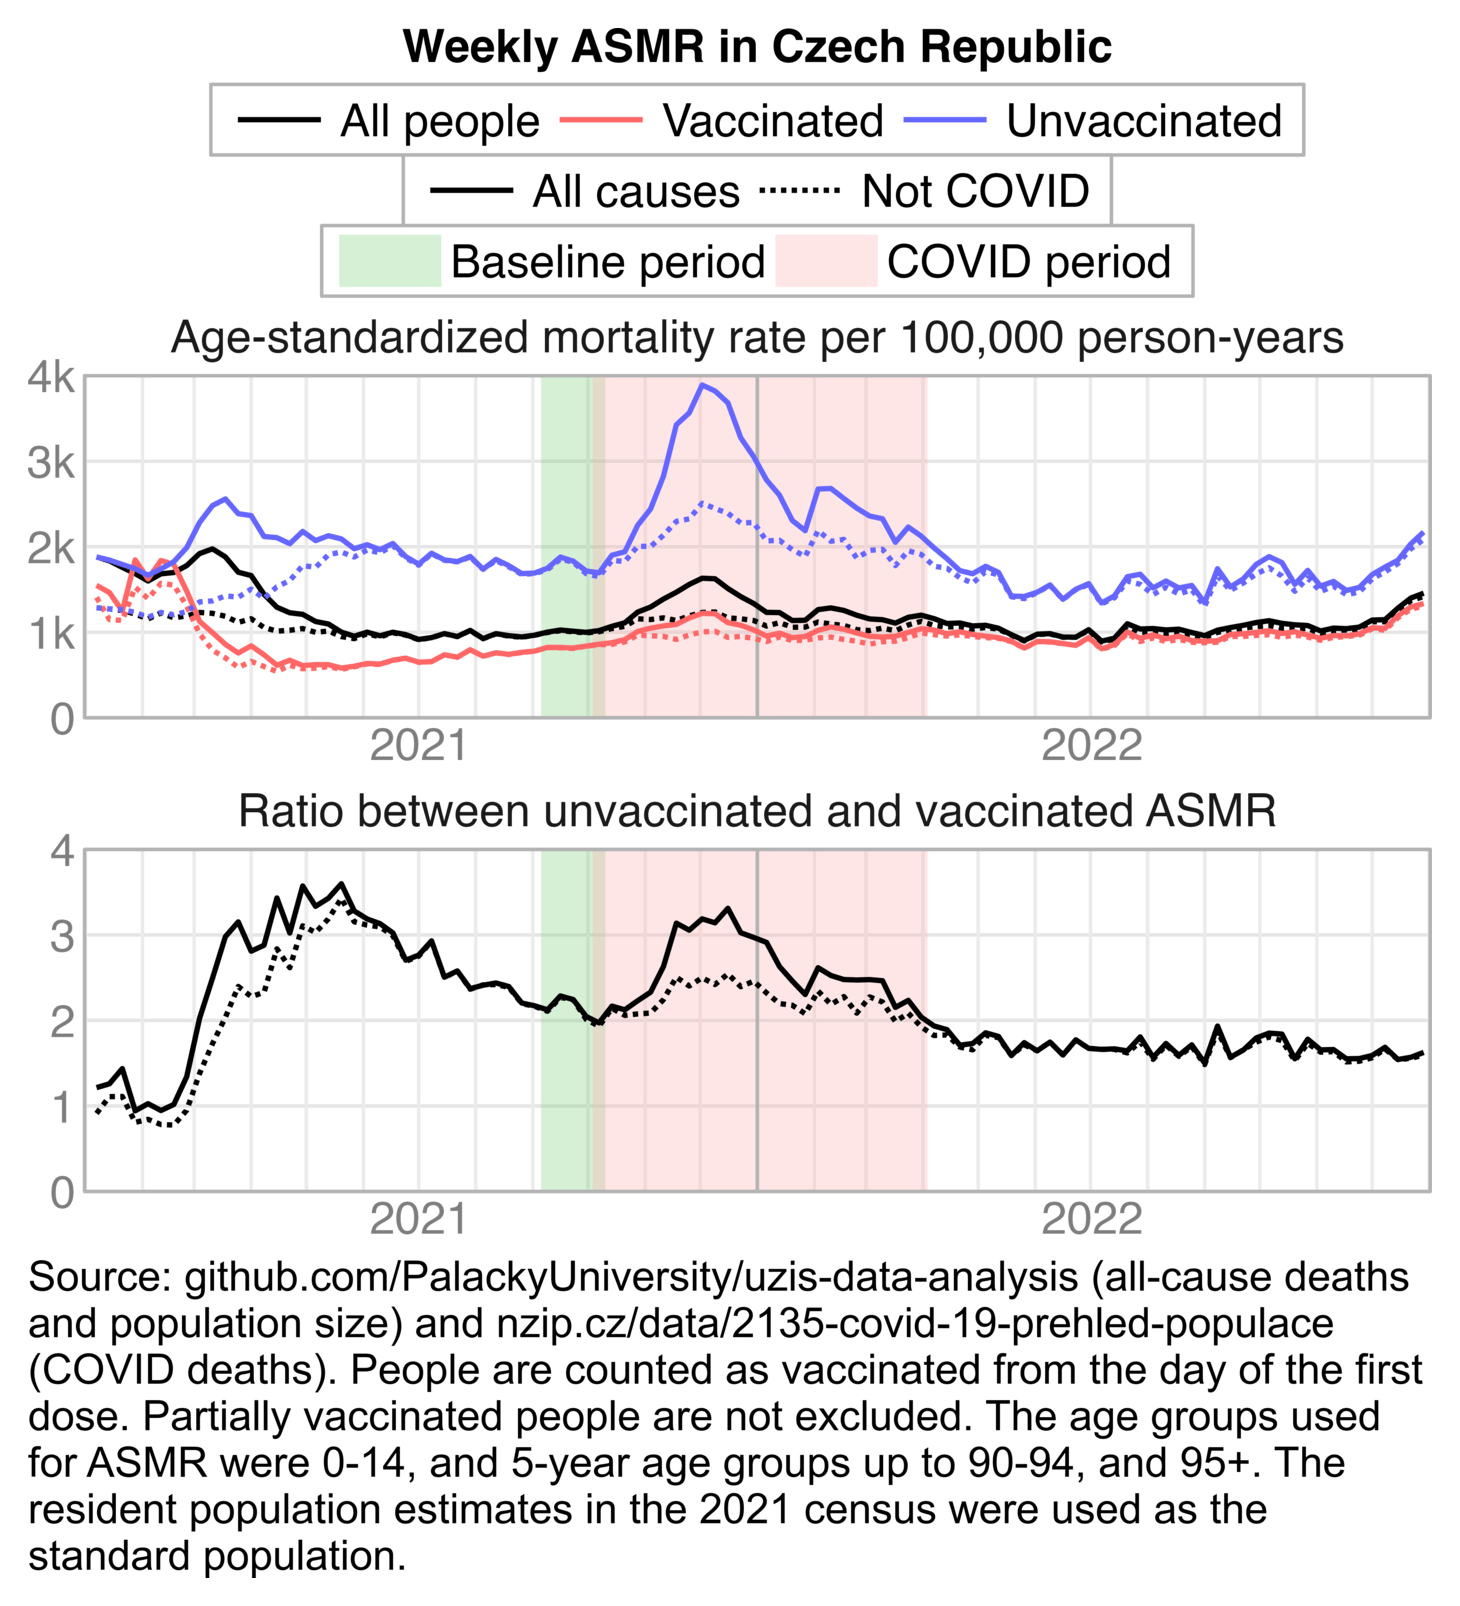 Weekly ASMR in Czech Republic
All people Vaccinated Unvaccinated
All causes Not COVID
Baseline period COVID period
Age-standardized mortality rate per 100,000 person-years
4k
3k
2k
1k
0
2021 2022
Ratio between unvaccinated and vaccinated ASMR
4
3
2
1
0
2021 2022
Source: github.com/PalackyUniversity/uzis-data-analysis (all-cause deaths
and population size) and nzip.cz/data/2135-covid-19-prehled-populace
(COVID deaths). People are counted as vaccinated from the day of the first
dose. Partially vaccinated people are not excluded. The age groups used
for ASMR were 0-14, and 5-year age groups up to 90-94, and 95+. The
resident population estimates in the 2021 census were used as the
standard population.